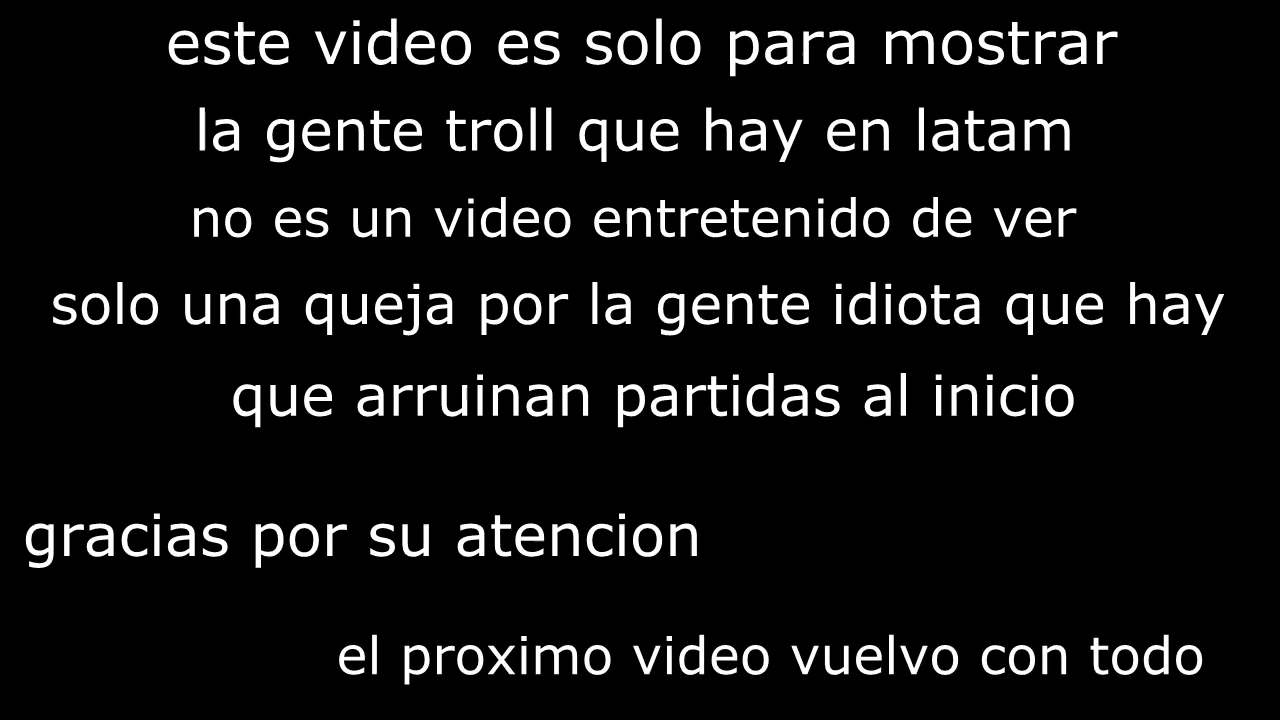 este video es solo para mostrar
la gente troll que hay en latam
no es un video entretenido de ver
solo una queja por la gente idiota que hay
que arruinan partidas al inicio
gracias por su atencion
el proximo video vuelvo con todo